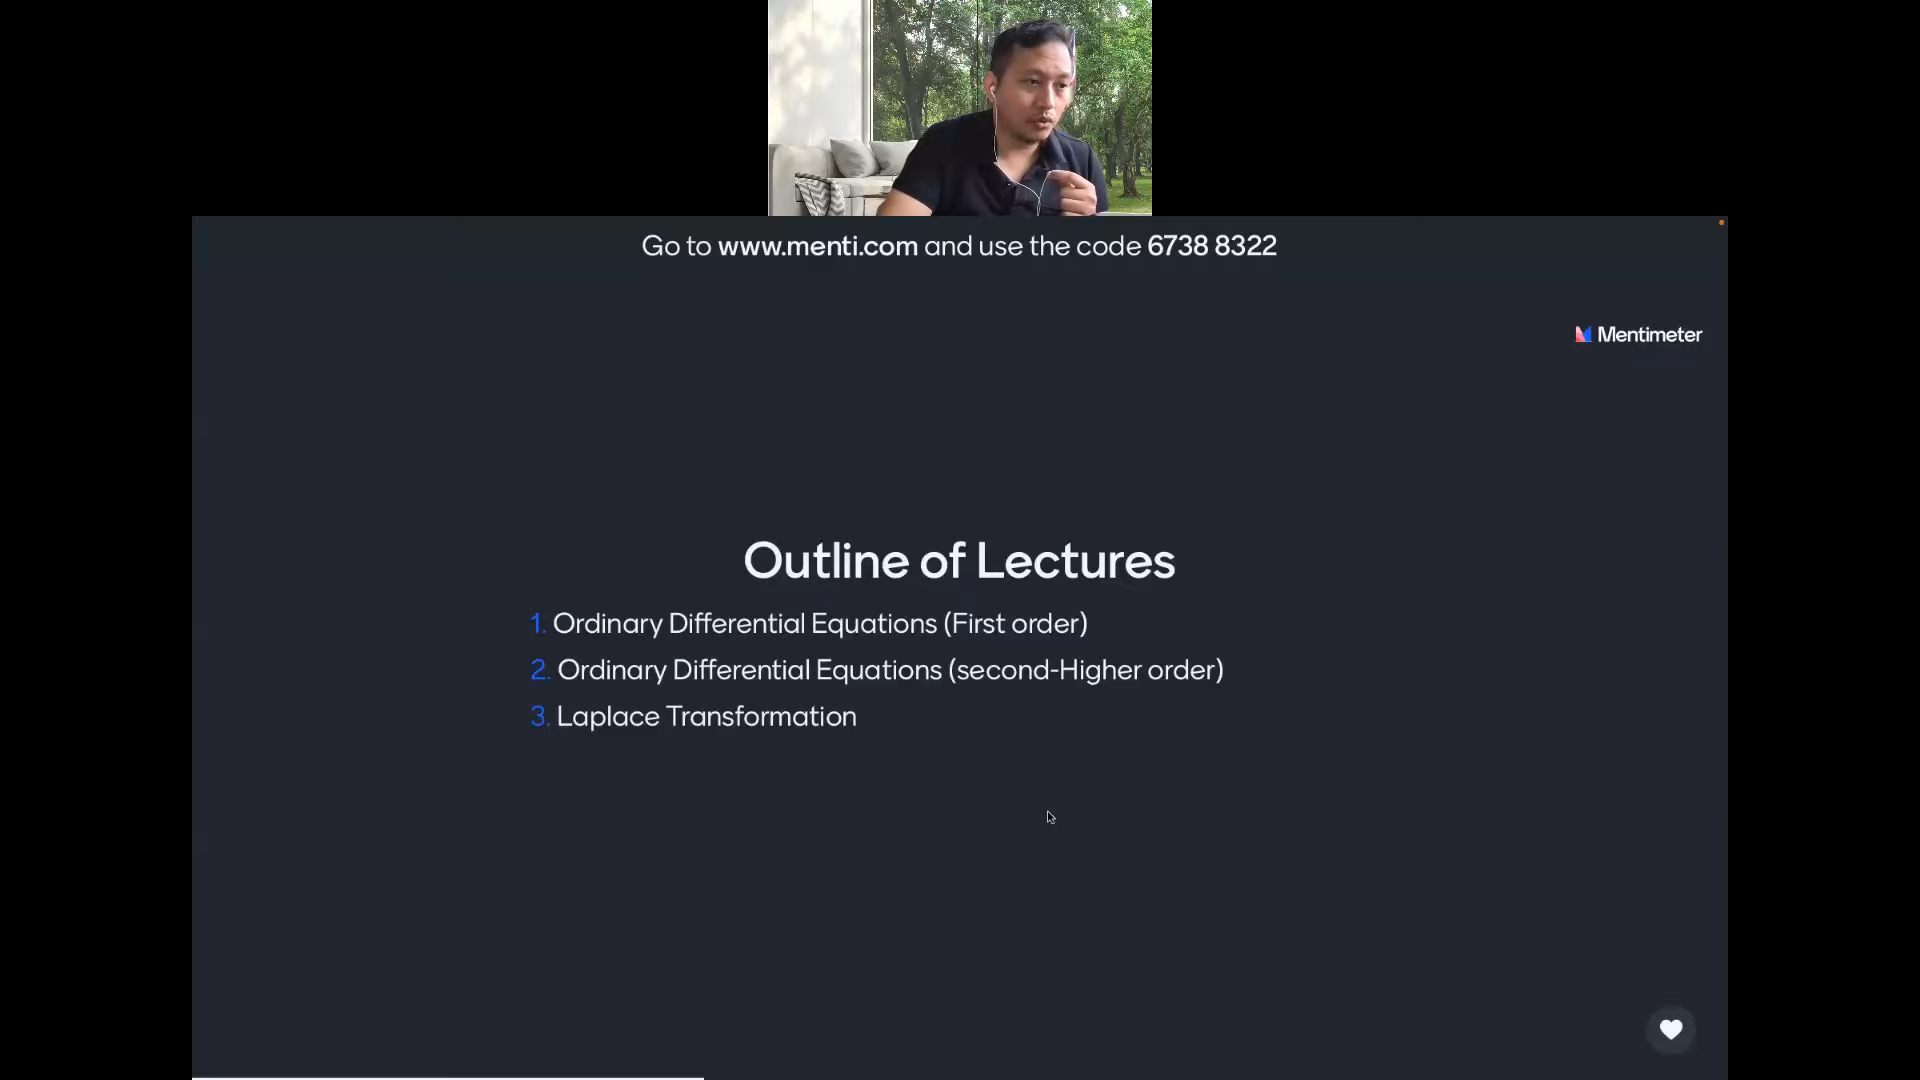 Go to www.menti.com and use the code 6738 8322
Mentimeter
Outline of Lectures
1. Ordinary Differential Equations (First order)
2. Ordinary Differential Equations (second-Higher order)
3. Laplace Transformation